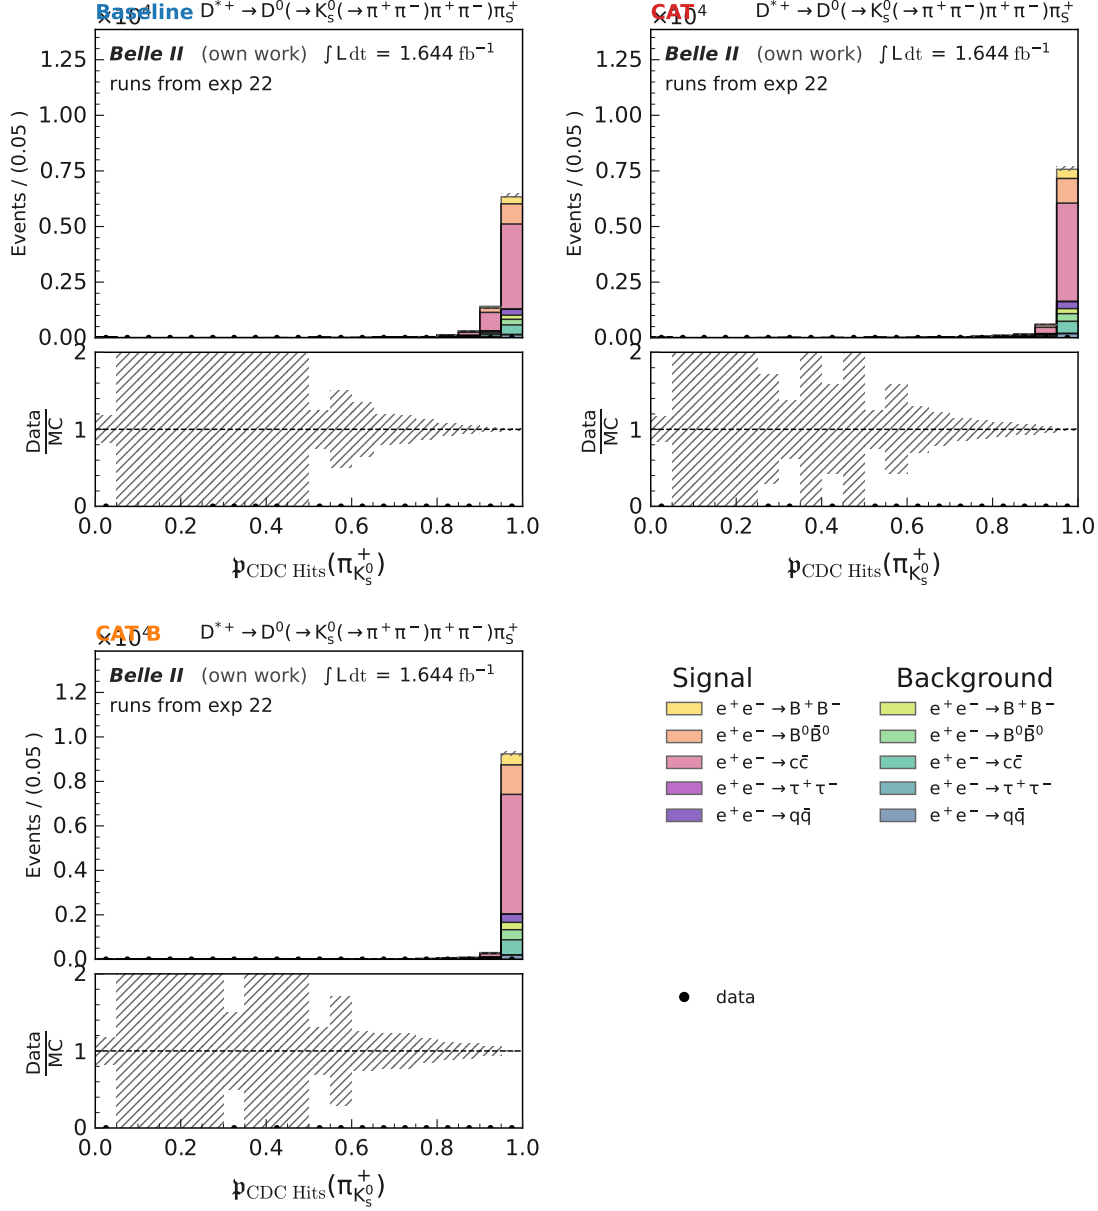 Baseline ×10⁴ D*⁺→D⁰(→K⁰ₛ(→π⁺π⁻)π⁺π⁻)πₛ⁺
Belle II (own work) ∫L dt = 1.644 fb⁻¹
runs from exp 22
Events / (0.05 )
1.25
1.00
0.75
0.50
0.25
0.00
Data/MC
2
1
0
0.0 0.2 0.4 0.6 0.8 1.0
𝔭CDC Hits(π⁺K⁰ₛ)
CAT ×10⁴ D*⁺→D⁰(→K⁰ₛ(→π⁺π⁻)π⁺π⁻)πₛ⁺
Belle II (own work) ∫L dt = 1.644 fb⁻¹
runs from exp 22
Events / (0.05 )
1.25
1.00
0.75
0.50
0.25
0.00
Data/MC
2
1
0
0.0 0.2 0.4 0.6 0.8 1.0
𝔭CDC Hits(π⁺K⁰ₛ)
CAT B ×10⁴ D*⁺→D⁰(→K⁰ₛ(→π⁺π⁻)π⁺π⁻)πₛ⁺
Belle II (own work) ∫L dt = 1.644 fb⁻¹
runs from exp 22
Events / (0.05 )
1.2
1.0
0.8
0.6
0.4
0.2
0.0
Data/MC
2
1
0
0.0 0.2 0.4 0.6 0.8 1.0
𝔭CDC Hits(π⁺K⁰ₛ)
Signal
e⁺e⁻→B⁺B⁻
e⁺e⁻→B⁰B̄⁰
e⁺e⁻→cc̄
e⁺e⁻→τ⁺τ⁻
e⁺e⁻→qq̄
Background
e⁺e⁻→B⁺B⁻
e⁺e⁻→B⁰B̄⁰
e⁺e⁻→cc̄
e⁺e⁻→τ⁺τ⁻
e⁺e⁻→qq̄
data